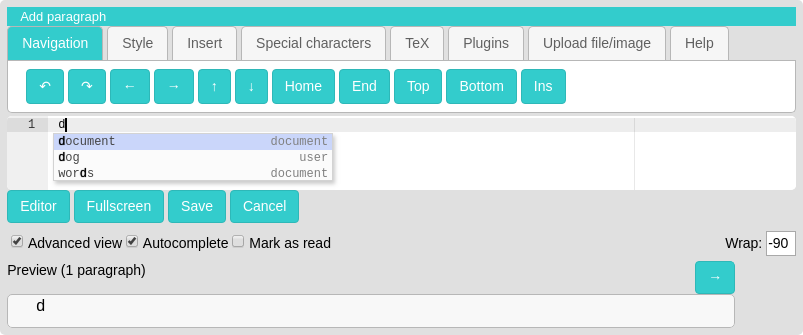 Add paragraph
Navigation Style Insert Special characters TeX Plugins Upload file/image Help
↶ ↷ ← → ↑ ↓ Home End Top Bottom Ins
1 d
document document
dog user
words document
Editor Fullscreen Save Cancel
Advanced view Autocomplete Mark as read Wrap: -90
Preview (1 paragraph) →
d